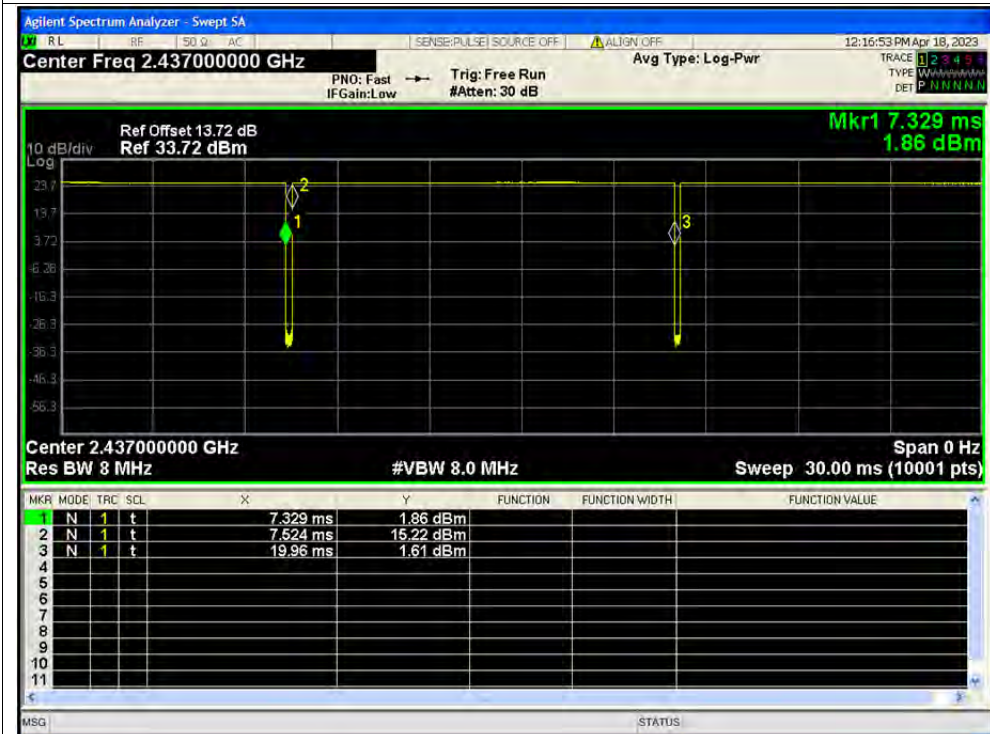 Agilent Spectrum Analyzer - Swept SA
RL RF 50 Ω AC SENSE:PULSE SOURCE OFF ALIGN OFF 12:16:53 PM Apr 18, 2023
Center Freq 2.437000000 GHz Avg Type: Log-Pwr TRACE 1 2 3 4 5 6
PNO: Fast Trig: Free Run TYPE
IFGain:Low #Atten: 30 dB DET P N N N N N
Mkr1 7.329 ms
Ref Offset 13.72 dB
10 dB/div Ref 33.72 dBm 1.86 dBm
Log
23.7
2
13.7
1
3
3.72
-6.28
-16.3
-26.3
-36.3
-46.3
-56.3
Center 2.437000000 GHz Span 0 Hz
Res BW 8 MHz #VBW 8.0 MHz Sweep 30.00 ms (10001 pts)
MKR MODE TRC SCL X Y FUNCTION FUNCTION WIDTH FUNCTION VALUE
1 N 1 t 7.329 ms 1.86 dBm
2 N 1 t 7.524 ms 15.22 dBm
3 N 1 t 19.96 ms 1.61 dBm
4
5
6
7
8
9
10
11
MSG STATUS